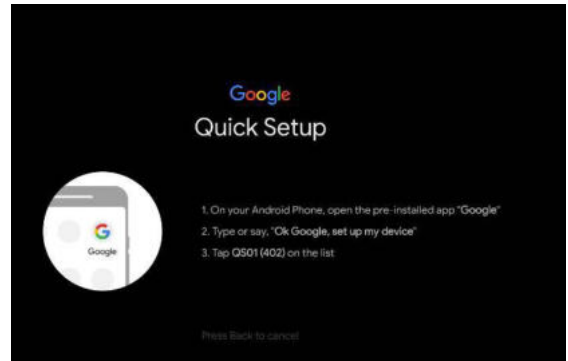 Google
Quick Setup
1. On your Android Phone, open the pre-installed app "Google"
2. Type or say, "Ok Google, set up my device"
3. Tap QS01 (402) on the list
G
Google
Press Back to cancel